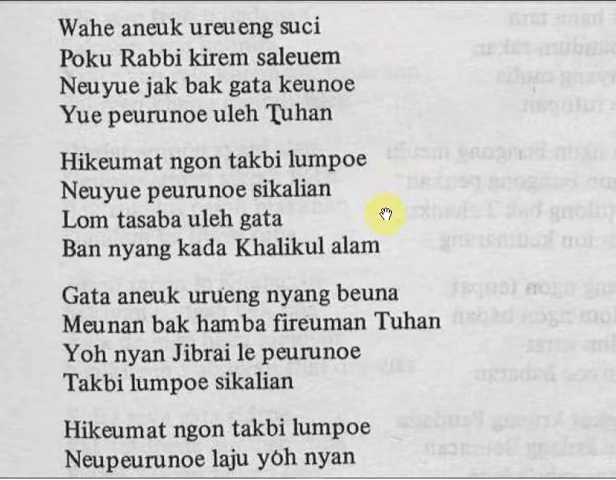 Wahe aneuk ureueng suci
Poku Rabbi kirem saleuem
Neuyue jak bak gata keunoe
Yue peurunoe uleh Tuhan
Hikeumat ngon takbi lumpoe
Neuyue peurunoe sikalian
Lom tasaba uleh gata
Ban nyang kada Khalikul alam
Gata aneuk urueng nyang beuna
Meunan bak hamba fireuman Tuhan
Yoh nyan Jibrai le peurunoe
Takbi lumpoe sikalian
Hikeumat ngon takbi lumpoe
Neupeurunoe laju yoh nyan